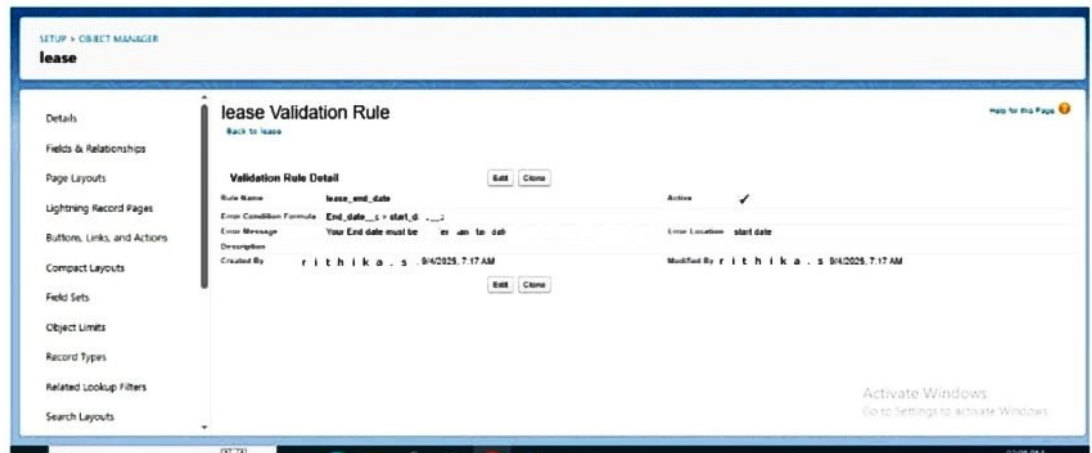 SETUP > OBJECT MANAGER
lease
Details
Fields & Relationships
Page Layouts
Lightning Record Pages
Buttons, Links, and Actions
Compact Layouts
Field Sets
Object Limits
Record Types
Related Lookup Filters
Search Layouts
lease Validation Rule
Back to lease
Help for this Page
Validation Rule Detail
Edit Clone
Rule Name lease_end_date Active ✓
Error Condition Formula End_date__c >
Error Message Your End date must be Error Location start date
Description
Created By rithika.s . 9/4/2025, 7:17 AM Modified By rithika.s 9/4/2025, 7:17 AM
Edit Clone
Activate Windows
Go to Settings to activate Windows.